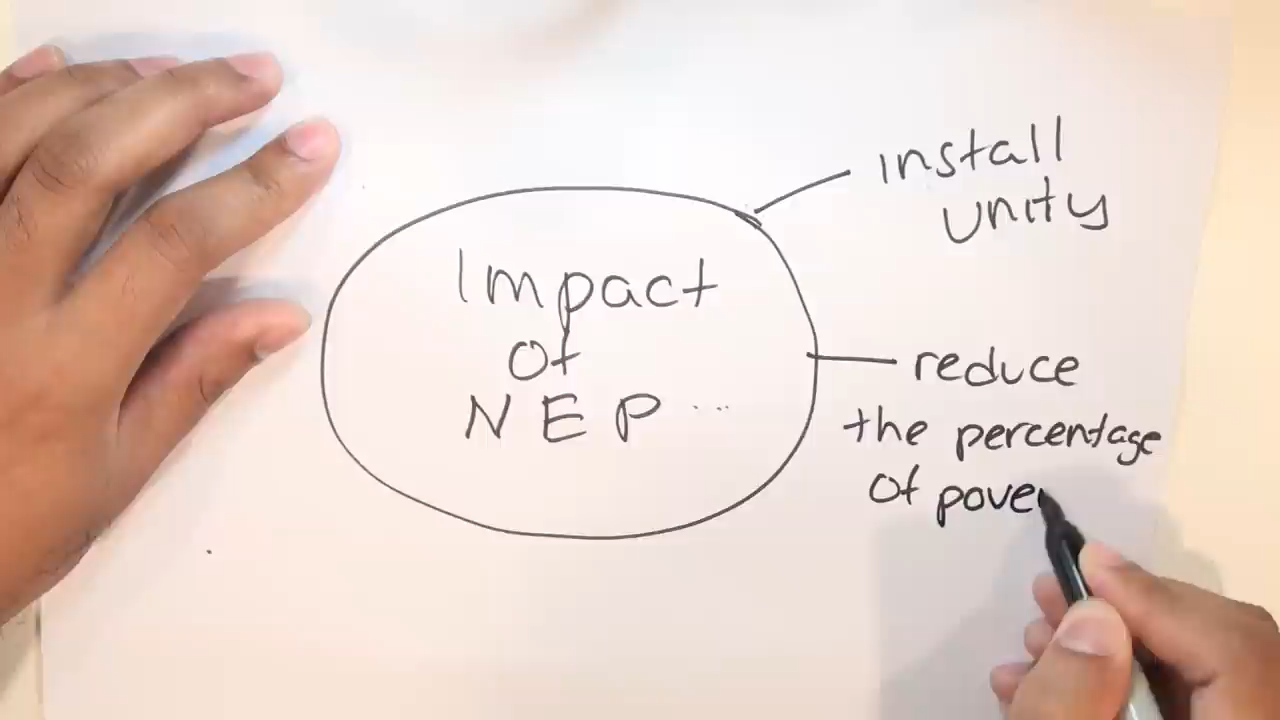 Impact
Of
NEP ...
install
unity
reduce
the percentage
Of pove